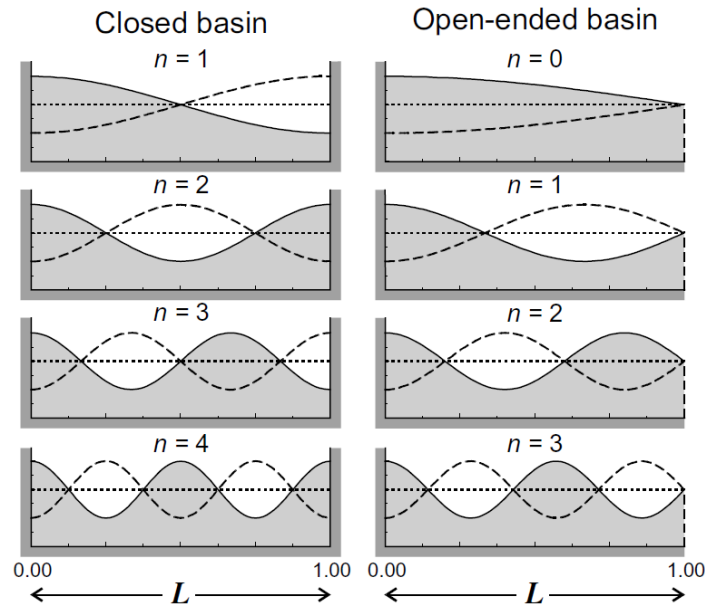 Closed basin Open-ended basin
n = 1 n = 0
n = 2 n = 1
n = 3 n = 2
n = 4 n = 3
0.00 1.00 0.00 1.00
L L